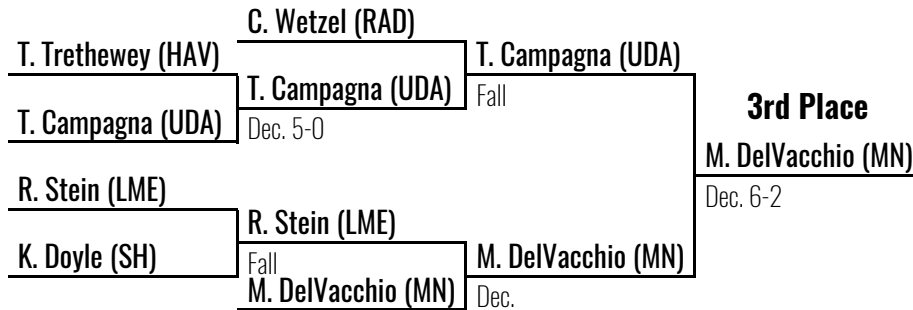 C. Wetzel (RAD)
T. Trethewey (HAV)
T. Campagna (UDA)
T. Campagna (UDA)
Fall
3rd Place
T. Campagna (UDA)
Dec. 5-0
M. DelVacchio (MN)
R. Stein (LME)
Dec. 6-2
R. Stein (LME)
K. Doyle (SH)
Fall
M. DelVacchio (MN)
M. DelVacchio (MN)
Dec.